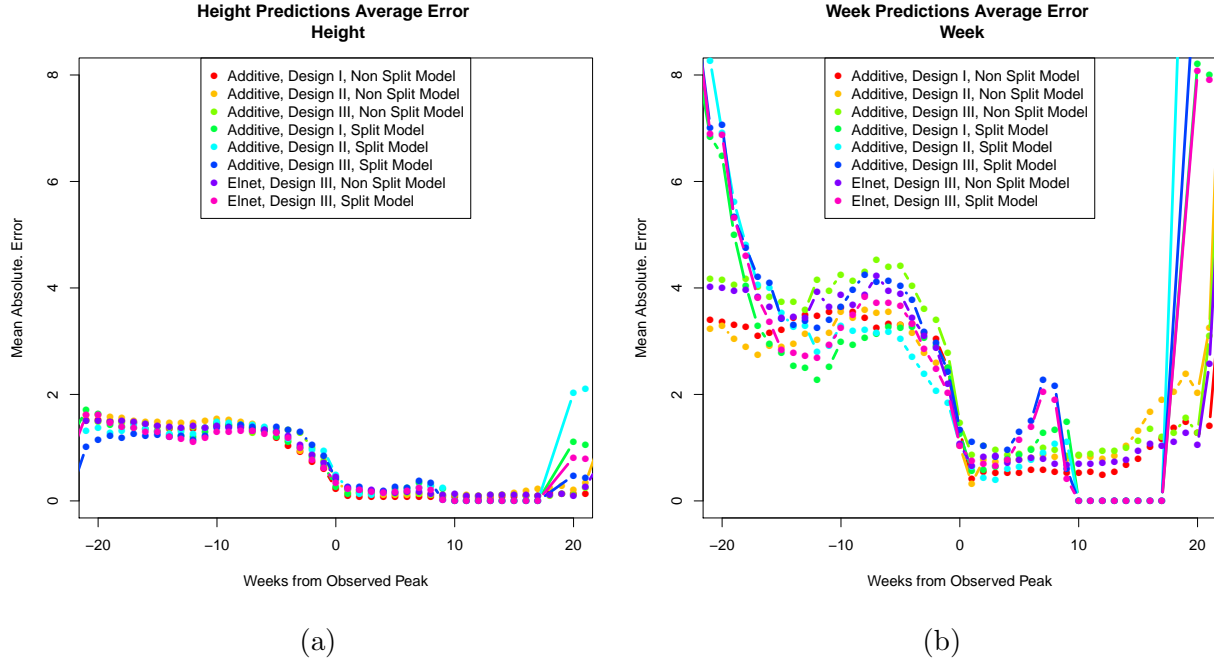 Height Predictions Average Error
Height
Additive, Design I, Non Split Model
Additive, Design II, Non Split Model
Additive, Design III, Non Split Model
Additive, Design I, Split Model
Additive, Design II, Split Model
Additive, Design III, Split Model
Elnet, Design III, Non Split Model
Elnet, Design III, Split Model
Mean Absolute. Error
8
6
4
2
0
−20
−10
0
10
20
Weeks from Observed Peak
(a)
Week Predictions Average Error
Week
Additive, Design I, Non Split Model
Additive, Design II, Non Split Model
Additive, Design III, Non Split Model
Additive, Design I, Split Model
Additive, Design II, Split Model
Additive, Design III, Split Model
Elnet, Design III, Non Split Model
Elnet, Design III, Split Model
Mean Absolute. Error
8
6
4
2
0
−20
−10
0
10
20
Weeks from Observed Peak
(b)